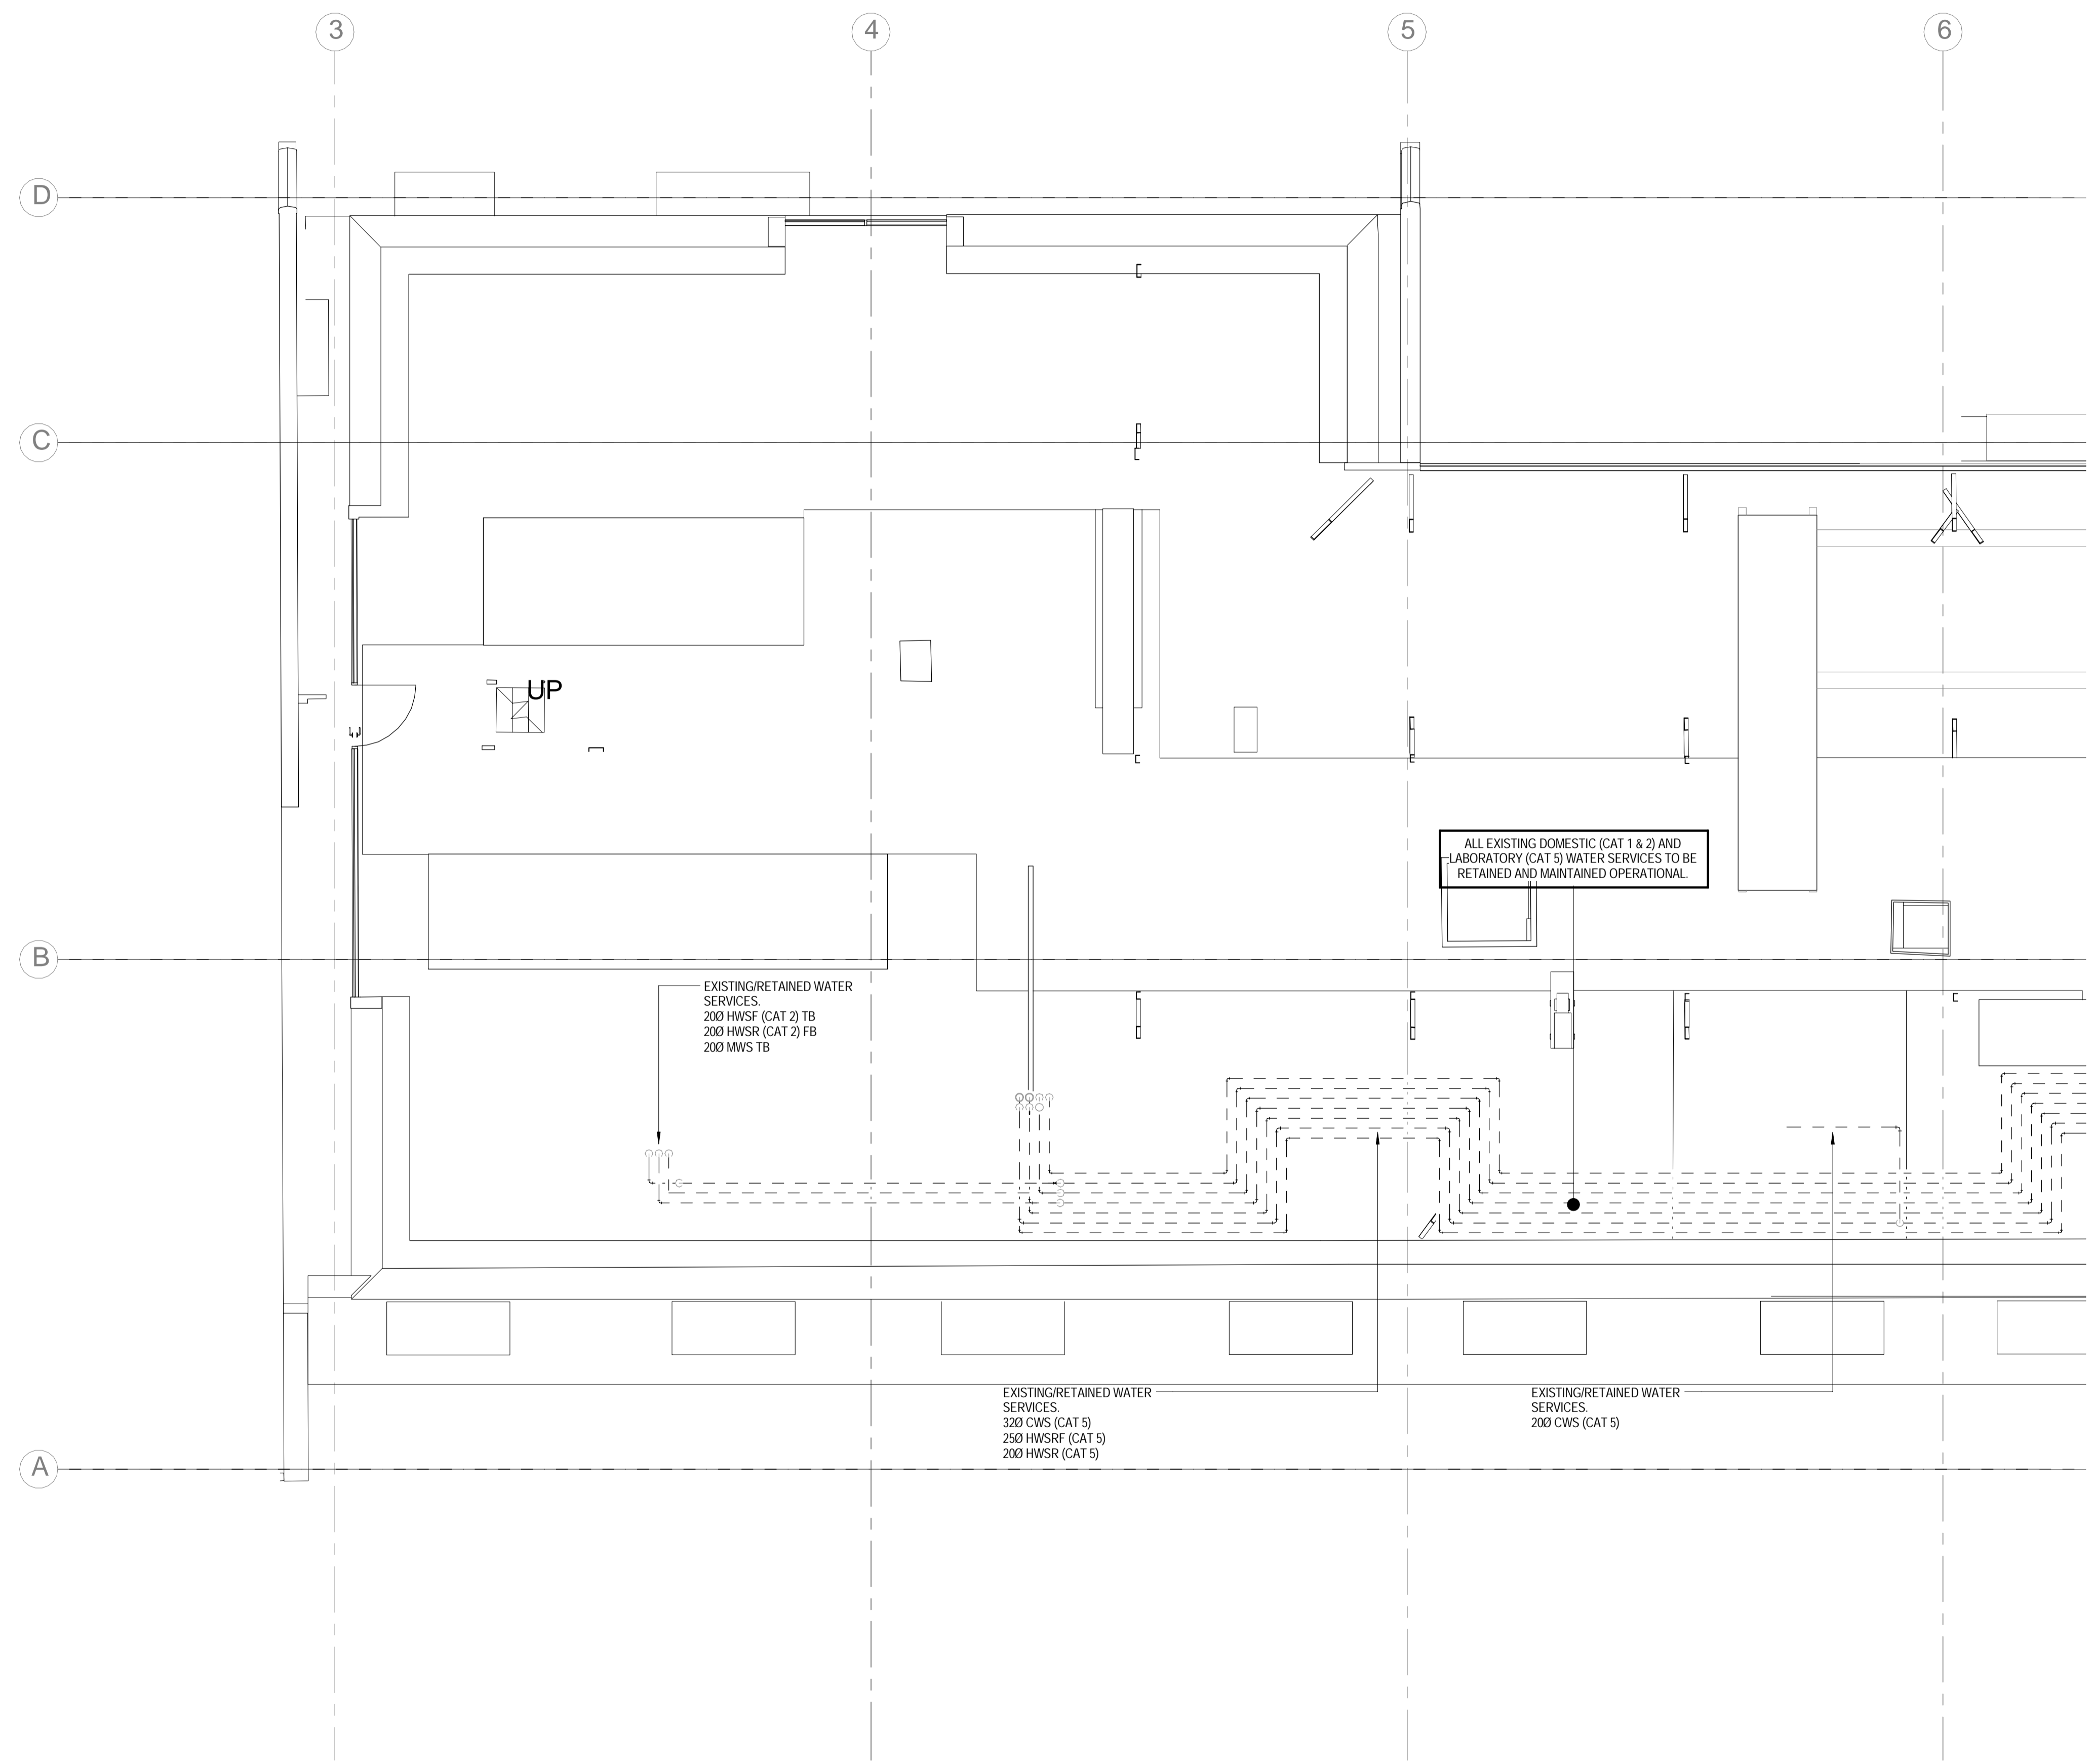 3
4
5
6
D
C
UP
ALL EXISTING DOMESTIC (CAT 1 & 2) AND
LABORATORY (CAT 5) WATER SERVICES TO BE
RETAINED AND MAINTAINED OPERATIONAL.
B
EXISTING/RETAINED WATER
SERVICES.
20Ø HWSF (CAT 2) TB
20Ø HWSR (CAT 2) FB
20Ø MWS TB
EXISTING/RETAINED WATER
SERVICES.
32Ø CWS (CAT 5)
25Ø HWSRF (CAT 5)
20Ø HWSR (CAT 5)
EXISTING/RETAINED WATER
SERVICES.
20Ø CWS (CAT 5)
A